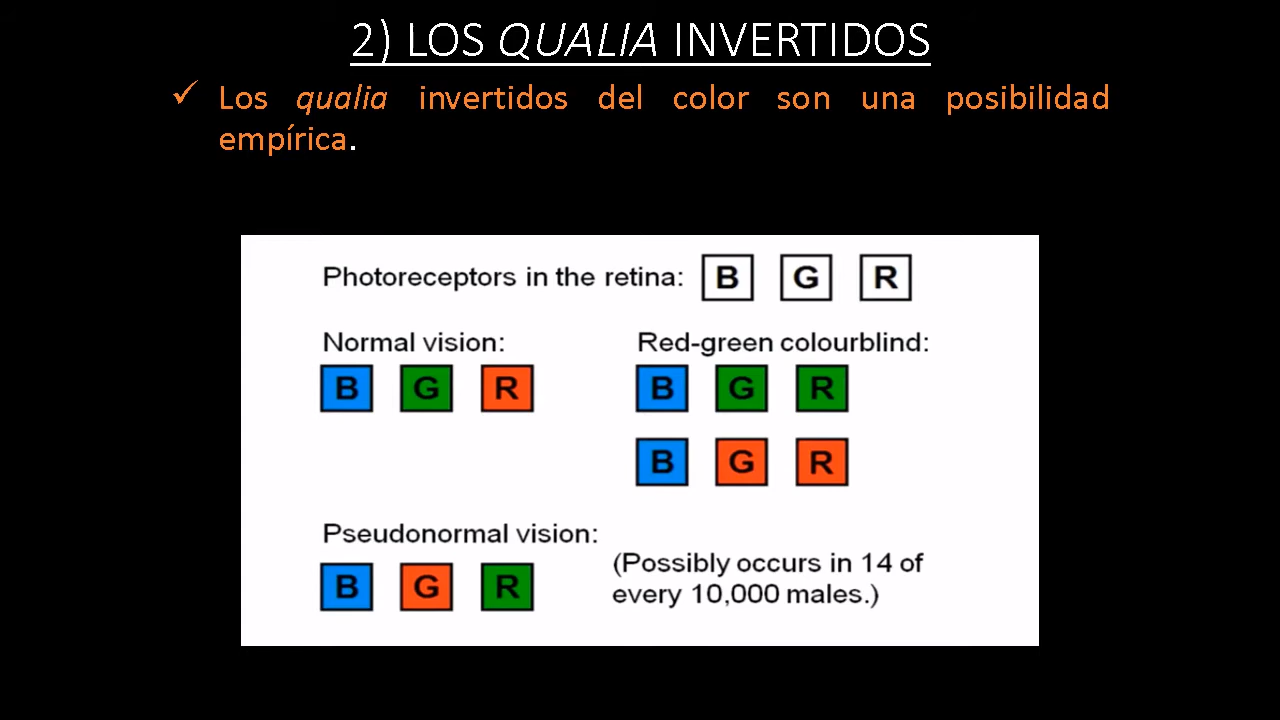 2) LOS QUALIA INVERTIDOS
✓ Los qualia invertidos del color son una posibilidad
empírica.
Photoreceptors in the retina: B G R
Normal vision:
B G R
Red-green colourblind:
B G R
B G R
Pseudonormal vision:
B G R
(Possibly occurs in 14 of
every 10,000 males.)